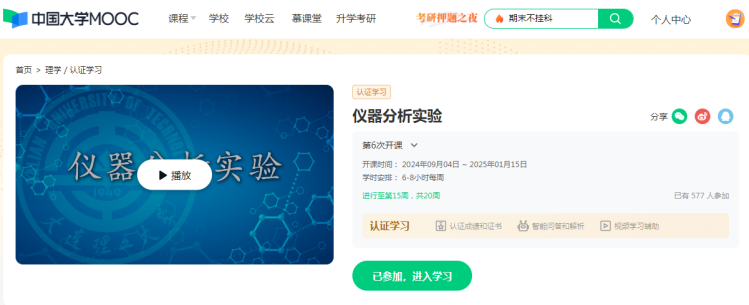 中国大学MOOC 课程 学校 学校云 慕课堂 升学考研 考研押题之夜 期末不挂科 个人中心
首页 > 理学 / 认证学习
仪器分析实验
播放
认证学习
仪器分析实验
分享
第6次开课
开课时间： 2024年09月04日 ~ 2025年01月15日
学时安排： 6-8小时每周
进行至第15周，共20周
已有 577 人参加
认证学习 认证成绩和证书 智能问答和解析 视频学习辅助
已参加，进入学习